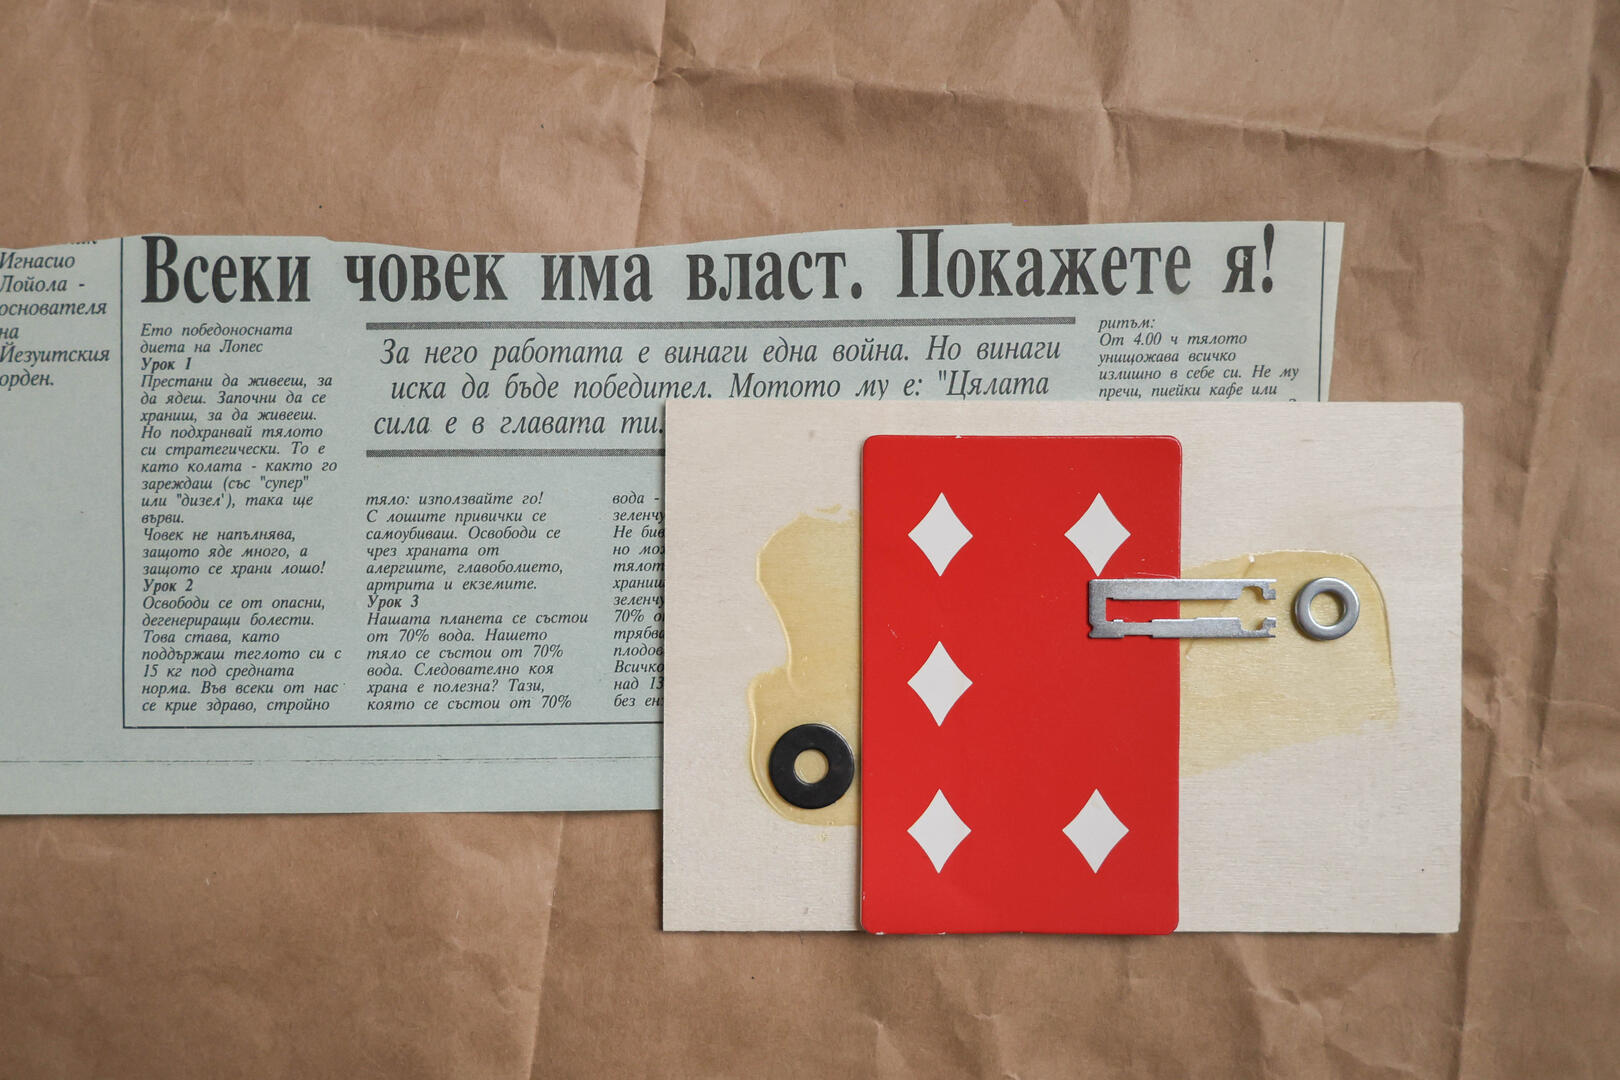 Игнасио
Лойола -
основателя
на
Йезуитския
орден.
Всеки човек има власт. Покажете я!
За него работата е винаги една война. Но винаги
иска да бъде победител. Мотото му е: "Цялата
сила е в главата ти.
Ето победоносната
диета на Лопес
Урок 1
Престани да живееш, за
да ядеш. Започни да се
храниш, за да живееш.
Но подхранвай тялото
си стратегически. То е
като колата - както го
зареждаш (със "супер"
или "дизел"), така ще
върви.
Човек не напълнява,
защото яде много, а
защото се храни лошо!
Урок 2
Освободи се от опасни,
дегенериращи болести.
Това става, като
поддържаш теглото си с
15 кг под средната
норма. Във всеки от нас
се крие здраво, стройно
тяло: използвайте го!
С лошите привички се
самоубиваш. Освободи се
чрез храната от
алергиите, главоболието,
артрита и екземите.
Урок 3
Нашата планета се състои
от 70% вода. Нашето
тяло се състои от 70%
вода. Следователно коя
храна е полезна? Тази,
която се състои от 70%
вода -
Не
но
70%
Всичко
над
без
ритъм:
От 4.00 ч тялото
унищожава всичко
излишно в себе си. Не му
пречи, пиейки кафе или